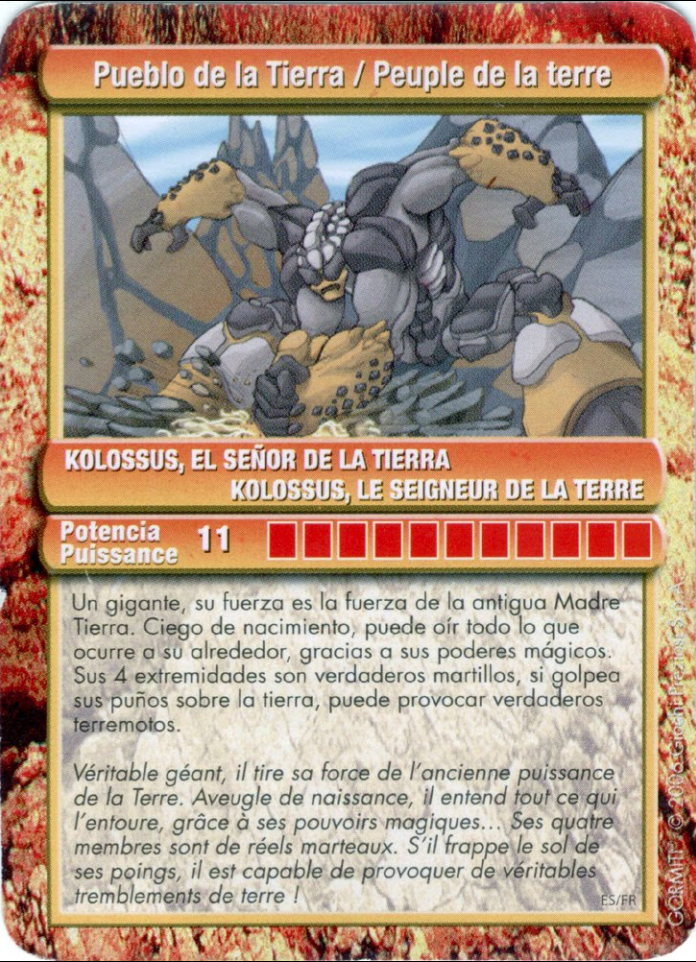 Pueblo de la Tierra / Peuple de la terre
KOLOSSUS, EL SEÑOR DE LA TIERRA
KOLOSSUS, LE SEIGNEUR DE LA TERRE
Potencia
Puissance 11
Un gigante, su fuerza es la fuerza de la antigua Madre
Tierra. Ciego de nacimiento, puede oír todo lo que
ocurre a su alrededor, gracias a sus poderes mágicos.
Sus 4 extremidades son verdaderos martillos, si golpea
sus puños sobre la tierra, puede provocar verdaderos
terremotos.
Véritable géant, il tire sa force de l'ancienne puissance
de la Terre. Aveugle de naissance, il entend tout ce qui
l'entoure, grâce à ses pouvoirs magiques... Ses quatre
membres sont de réels marteaux. S'il frappe le sol de
ses poings, il est capable de provoquer de véritables
tremblements de terre !
ES/FR
GORMITI © Giochi Preziosi